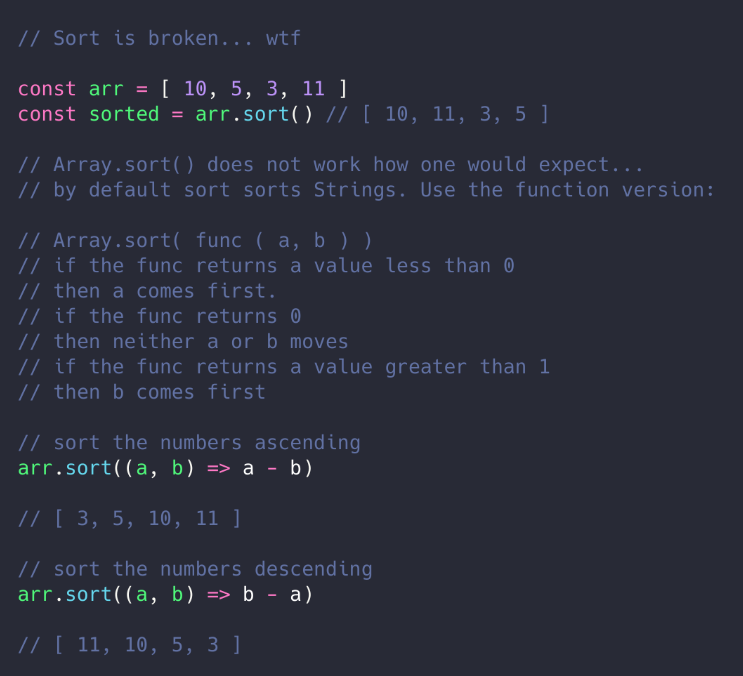 // Sort is broken... wtf
const arr = [ 10, 5, 3, 11 ]
const sorted = arr.sort() // [ 10, 11, 3, 5 ]
// Array.sort() does not work how one would expect...
// by default sort sorts Strings. Use the function version:
// Array.sort( func ( a, b ) )
// if the func returns a value less than 0
// then a comes first.
// if the func returns 0
// then neither a or b moves
// if the func returns a value greater than 1
// then b comes first
// sort the numbers ascending
arr.sort((a, b) => a - b)
// [ 3, 5, 10, 11 ]
// sort the numbers descending
arr.sort((a, b) => b - a)
// [ 11, 10, 5, 3 ]